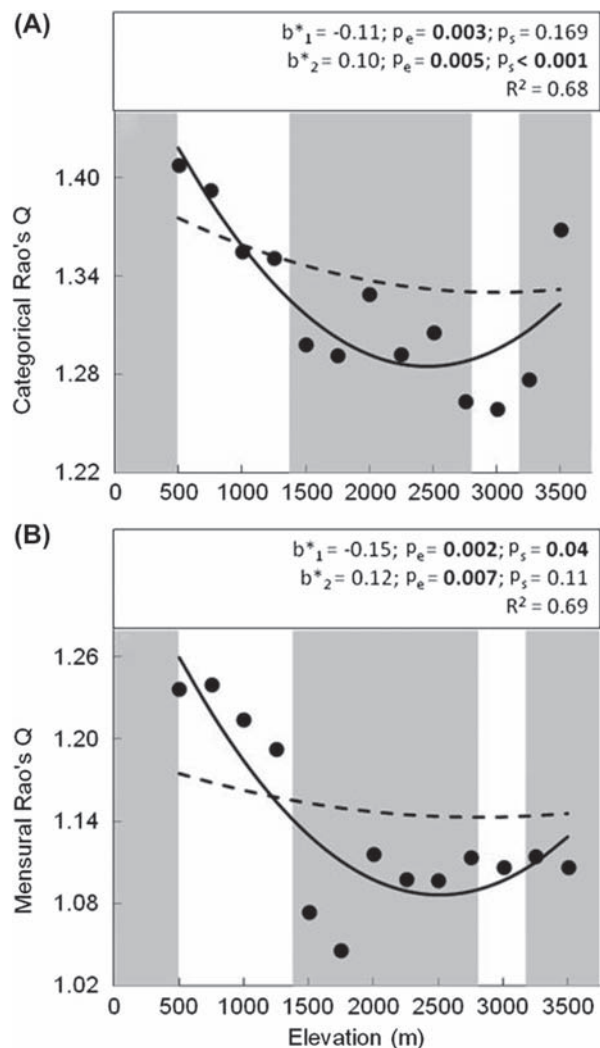 (A)
b*1 = -0.11; pe= 0.003; ps= 0.169
b*2 = 0.10; pe= 0.005; ps< 0.001
R2 = 0.68
Categorical Rao's Q
1.40
1.34
1.28
1.22
0 500 1000 1500 2000 2500 3000 3500
(B)
b*1 = -0.15; pe= 0.002; ps= 0.04
b*2 = 0.12; pe= 0.007; ps= 0.11
R2 = 0.69
Mensural Rao's Q
1.26
1.20
1.14
1.08
1.02
0 500 1000 1500 2000 2500 3000 3500
Elevation (m)